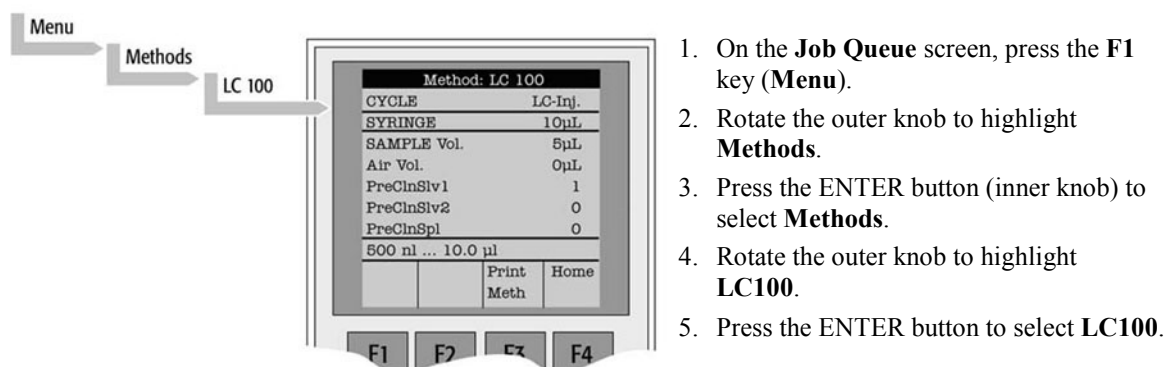 Menu
Methods
LC 100
Method: LC 100
CYCLE LC-Inj.
SYRINGE 10µL
SAMPLE Vol. 5µL
Air Vol. 0µL
PreClnSlv1 1
PreClnSlv2 0
PreClnSpl 0
500 nl ... 10.0 µl
Print Home
Meth
F1 F2 F3 F4
1. On the Job Queue screen, press the F1
key (Menu).
2. Rotate the outer knob to highlight
Methods.
3. Press the ENTER button (inner knob) to
select Methods.
4. Rotate the outer knob to highlight
LC100.
5. Press the ENTER button to select LC100.